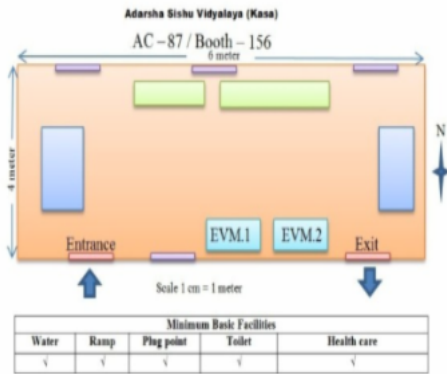 Adarsha Sishu Vidyalaya (Kasa)
AC – 87 / Booth – 156
6 meter
4 meter
N
EVM.1 EVM.2
Entrance Exit
Scale 1 cm = 1 meter
Minimum Basic Facilities
Water Ramp Plug point Toilet Health care
√ √ √ √ √